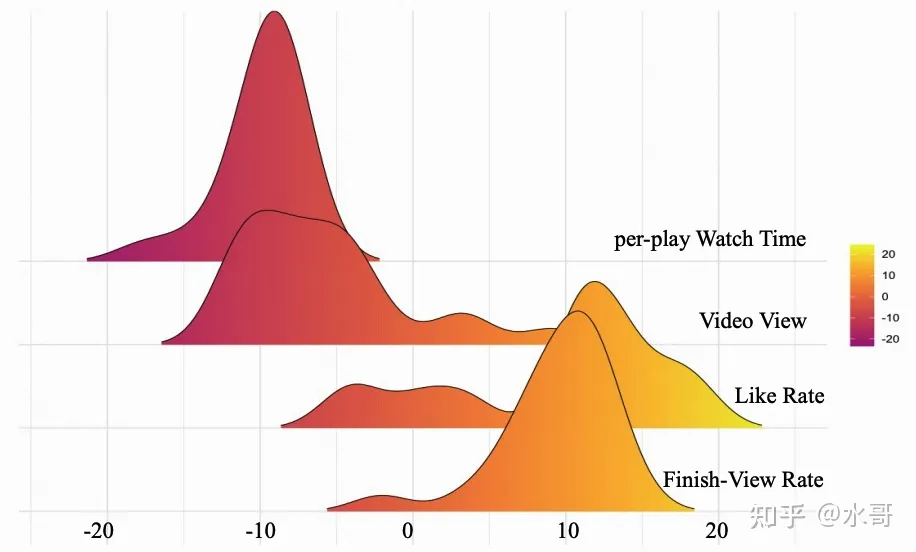 per-play Watch Time
20
10
0
-10
-20
Video View
Like Rate
Finish-View Rate
-20 -10 0 10 20
知乎 @水哥